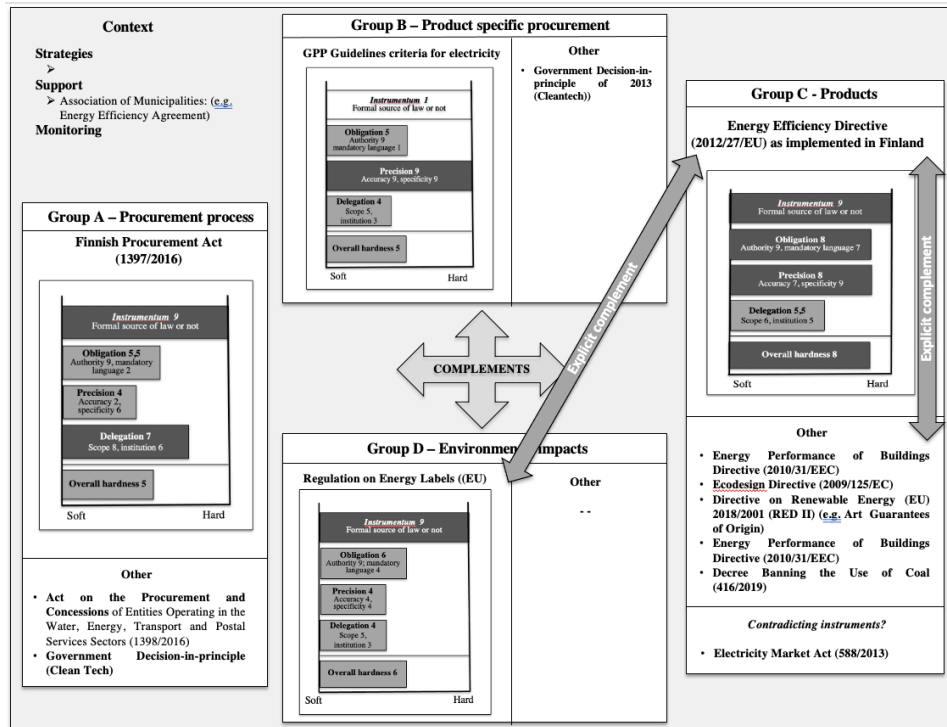 Context
Strategies
➢
Support
➢ Association of Municipalities: (e.g.
Energy Efficiency Agreement)
Monitoring
Group A – Procurement process
Finnish Procurement Act
(1397/2016)
Instrumentum 9
Formal source of law or not
Obligation 5,5
Authority 9, mandatory
language 2
Precision 4
Accuracy 2,
specificity 6
Delegation 7
Scope 8, institution 6
Overall hardness 5
Soft Hard
Other
• Act on the Procurement and
Concessions of Entities Operating in the
Water, Energy, Transport and Postal
Services Sectors (1398/2016)
• Government Decision-in-principle
(Clean Tech)
Group B – Product specific procurement
GPP Guidelines criteria for electricity
Instrumentum 1
Formal source of law or not
Obligation 5
Authority 9
mandatory language 1
Precision 9
Accuracy 9, specificity 9
Delegation 4
Scope 5,
institution 3
Overall hardness 5
Soft Hard
Other
• Government Decision-in-
principle of 2013
(Cleantech))
COMPLEMENTS
Explicit complement
Group D – Environmen impacts
Regulation on Energy Labels ((EU)
Instrumentum 9
Formal source of law or not
Obligation 6
Authority 9; mandatory
language 4
Precision 4
Accuracy 4,
specificity 4
Delegation 4
Scope 5,
institution 3
Overall hardness 6
Soft Hard
Other
- -
Group C - Products
Energy Efficiency Directive
(2012/27/EU) as implemented in Finland
Instrumentum 9
Formal source of law or not
Obligation 8
Authority 9, mandatory language 7
Precision 8
Accuracy 7, specificity 9
Delegation 5,5
Scope 6, institution 5
Overall hardness 8
Soft Hard
Explicit complement
Other
• Energy Performance of Buildings
Directive (2010/31/EEC)
• Ecodesign Directive (2009/125/EC)
• Directive on Renewable Energy (EU)
2018/2001 (RED II) (e.g. Art Guarantees
of Origin)
• Energy Performance of Buildings
Directive (2010/31/EEC)
• Decree Banning the Use of Coal
(416/2019)
Contradicting instruments?
• Electricity Market Act (588/2013)